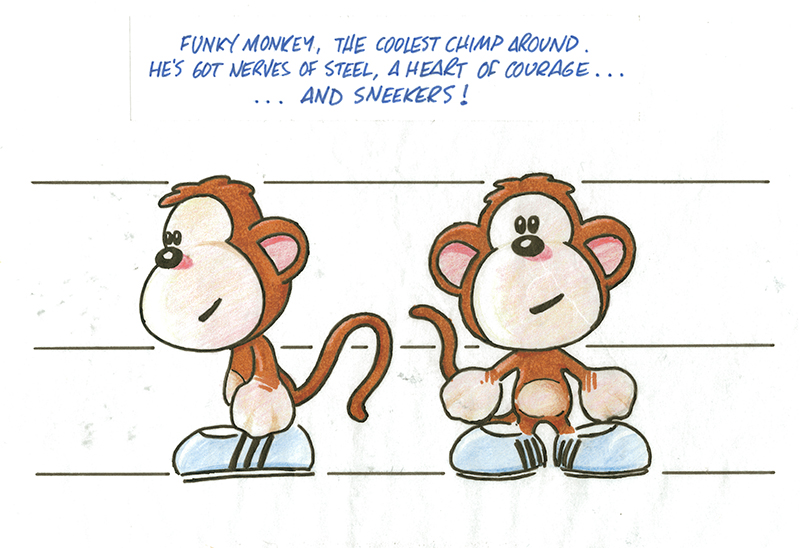 FUNKY MONKEY, THE COOLEST CHIMP AROUND.
HE'S GOT NERVES OF STEEL, A HEART OF COURAGE...
... AND SNEEKERS!